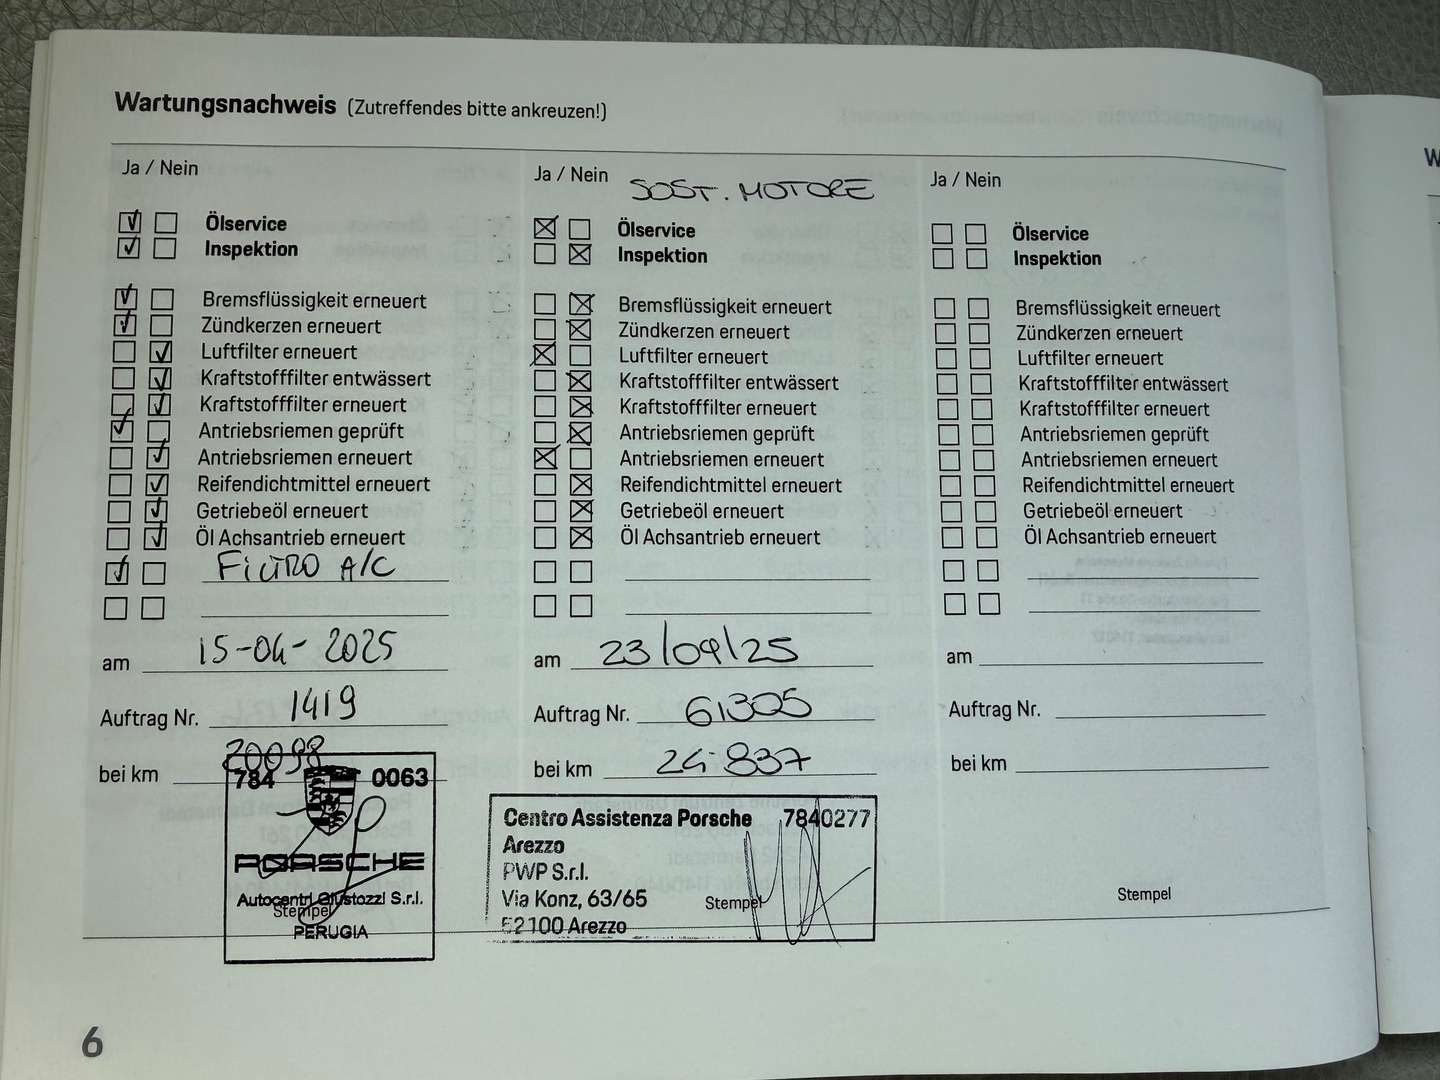 Wartungsnachweis (Zutreffendes bitte ankreuzen!)
Ja / Nein
Ölservice
Inspektion
Bremsflüssigkeit erneuert
Zündkerzen erneuert
Luftfilter erneuert
Kraftstofffilter entwässert
Kraftstofffilter erneuert
Antriebsriemen geprüft
Antriebsriemen erneuert
Reifendichtmittel erneuert
Getriebeöl erneuert
Öl Achsantrieb erneuert
FILTRO A/C
am 15-04-2025
Auftrag Nr. 1419
bei km 20098
784 0063
PORSCHE
Autocentri Giustozzi S.r.l.
Stempel
PERUGIA
Ja / Nein SOST. MOTORE
Ölservice
Inspektion
Bremsflüssigkeit erneuert
Zündkerzen erneuert
Luftfilter erneuert
Kraftstofffilter entwässert
Kraftstofffilter erneuert
Antriebsriemen geprüft
Antriebsriemen erneuert
Reifendichtmittel erneuert
Getriebeöl erneuert
Öl Achsantrieb erneuert
am 23/09/25
Auftrag Nr. 61305
bei km 24.837
Centro Assistenza Porsche 7840277
Arezzo
PWP S.r.l.
Via Konz, 63/65 Stempel
52100 Arezzo
Ja / Nein
Ölservice
Inspektion
Bremsflüssigkeit erneuert
Zündkerzen erneuert
Luftfilter erneuert
Kraftstofffilter entwässert
Kraftstofffilter erneuert
Antriebsriemen geprüft
Antriebsriemen erneuert
Reifendichtmittel erneuert
Getriebeöl erneuert
Öl Achsantrieb erneuert
am
Auftrag Nr.
bei km
Stempel
6